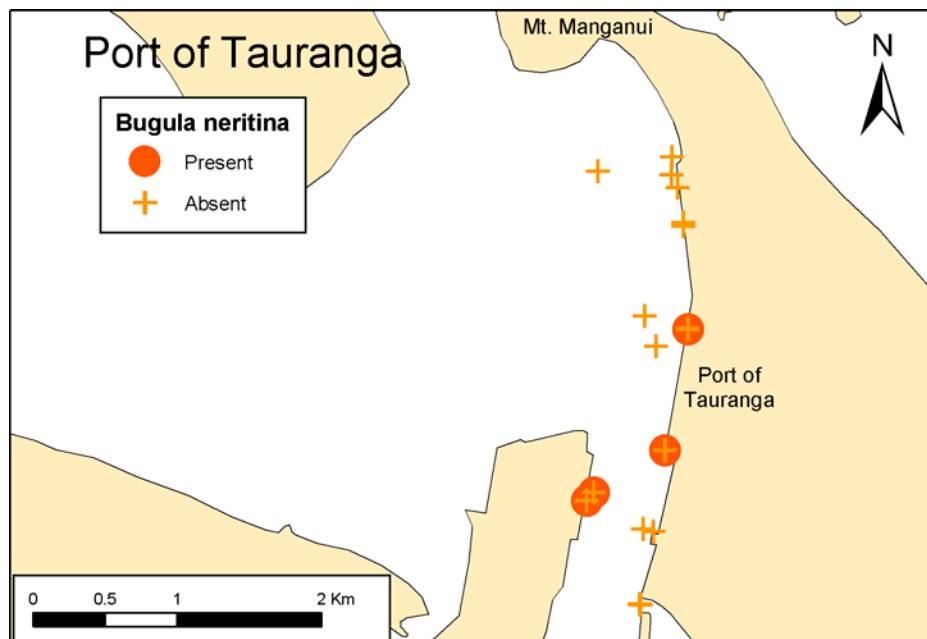 Mt. Manganui
Port of Tauranga
N
Bugula neritina
Present
Absent
Port of
Tauranga
0 0.5 1 2 Km